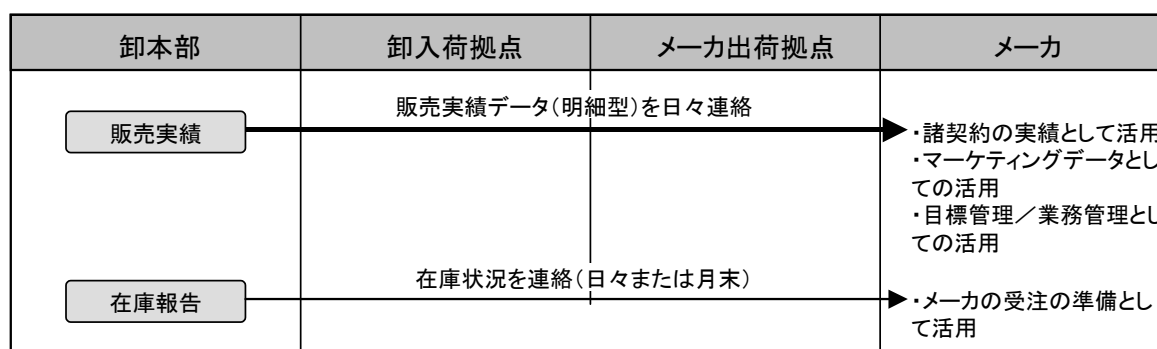 卸本部
卸入荷拠点
メーカ出荷拠点
メーカ
販売実績データ(明細型)を日々連絡
販売実績
・諸契約の実績として活用
・マーケティングデータとし
ての活用
・目標管理／業務管理とし
ての活用
在庫状況を連絡(日々または月末)
在庫報告
・メーカの受注の準備とし
て活用